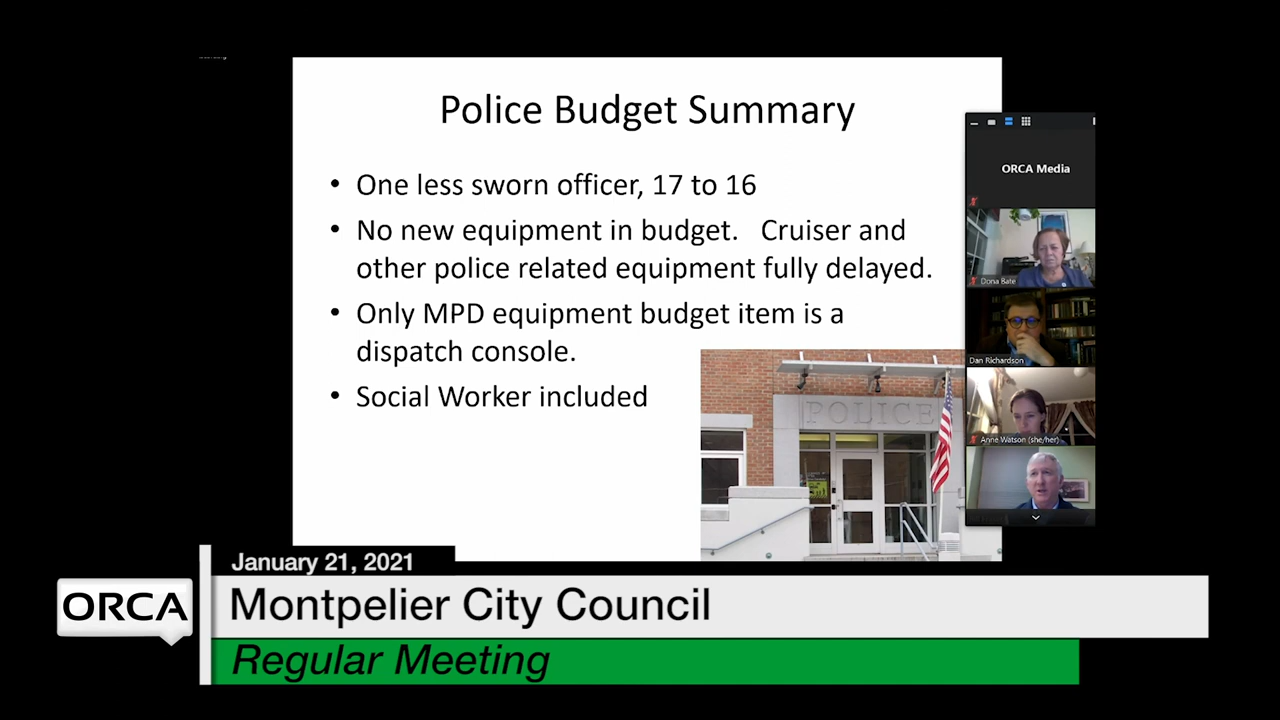 Police Budget Summary
• One less sworn officer, 17 to 16
• No new equipment in budget. Cruiser and
other police related equipment fully delayed.
• Only MPD equipment budget item is a
dispatch console.
• Social Worker included
POLICE
ORCA Media
Dona Bate
Dan Richardson
Anne Watson (she/her)
January 21, 2021
ORCA
Montpelier City Council
Regular Meeting